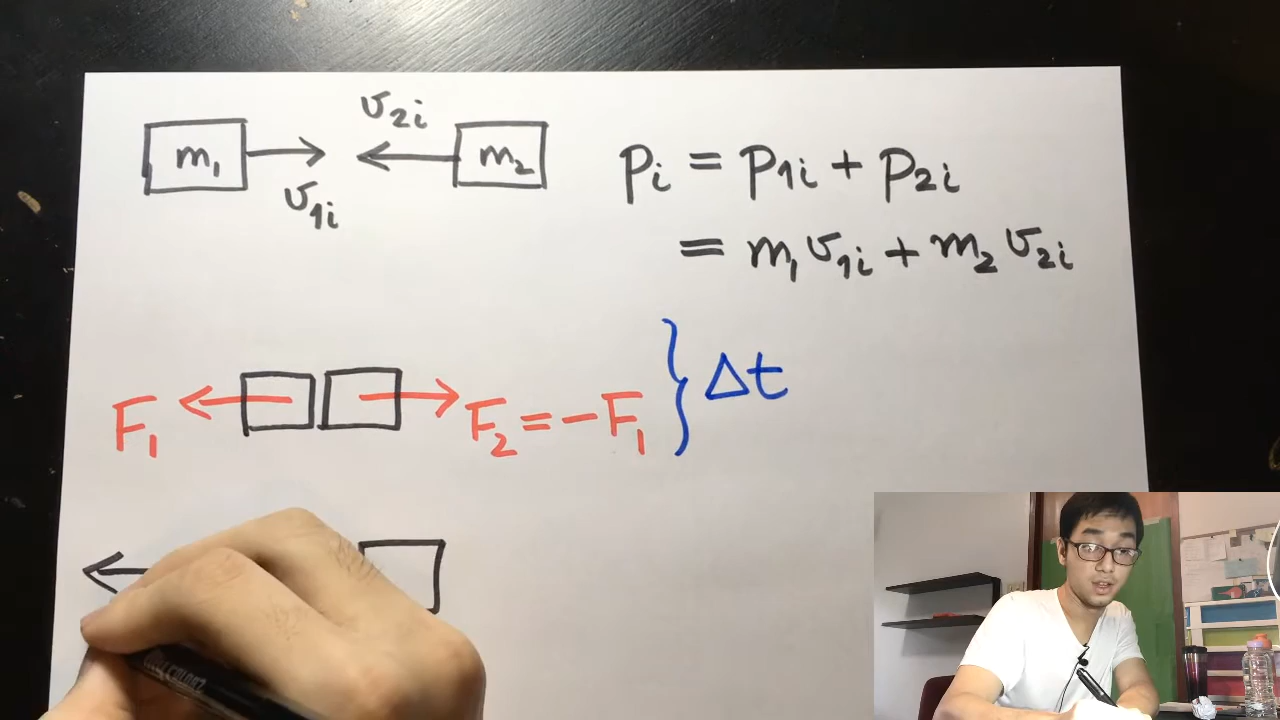 v₂ᵢ
m₁
m₂
v₁ᵢ
pᵢ = p₁ᵢ + p₂ᵢ
= m₁v₁ᵢ + m₂v₂ᵢ
F₁
F₂ = −F₁
Δt